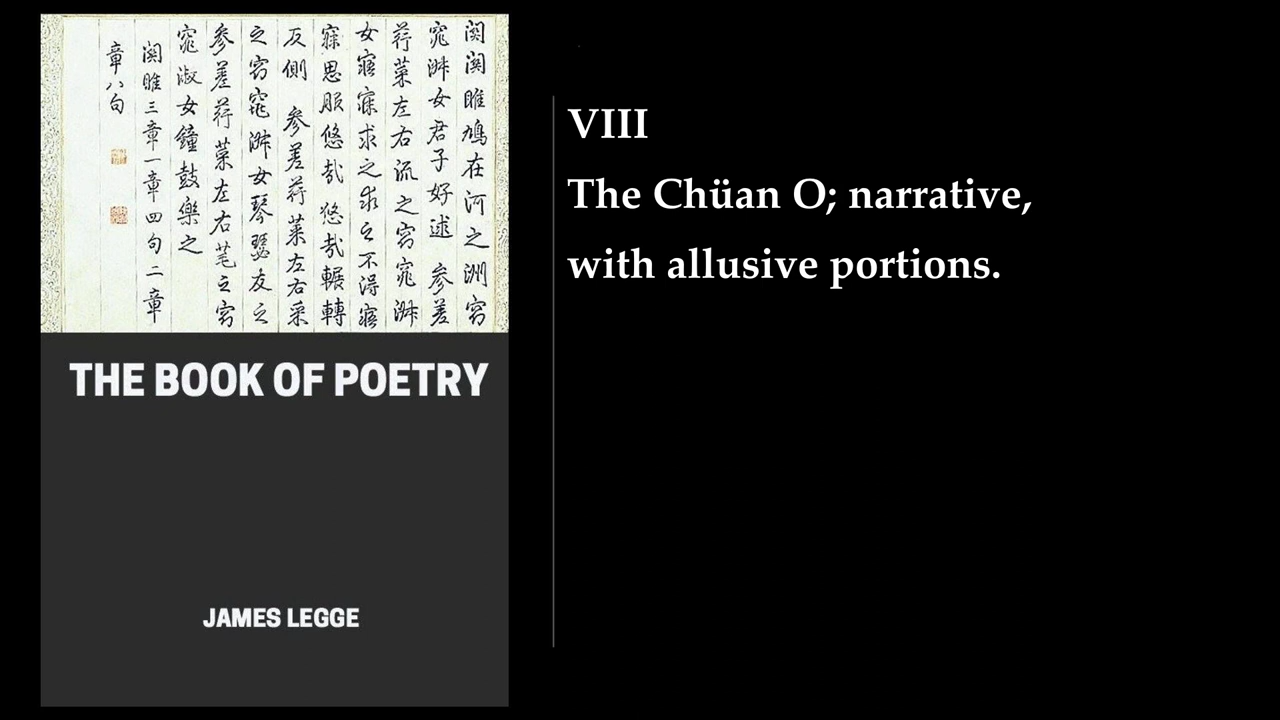 関関雎鳩在河之洲窈
窕淑女君子好逑 參差
荇菜左右流之窈窕淑
女寤寐求之求之不得寤
寐思服悠哉悠哉輾轉
反側 參差荇菜左右采
之窈窕淑女琴瑟友之
參差荇菜左右芼之窈
窕淑女鐘鼓樂之
関雎三章一章四句二章
章八句
THE BOOK OF POETRY
JAMES LEGGE
VIII
The Chüan O; narrative,
with allusive portions.